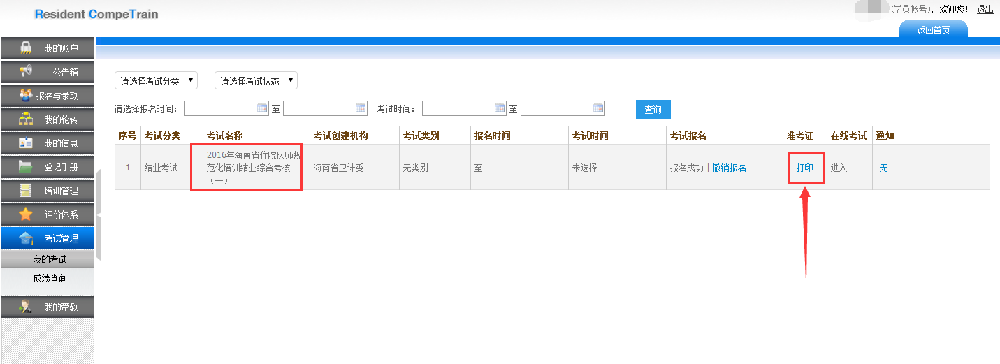 Resident CompeTrain
(学员帐号)，欢迎您! 退出
返回首页
我的账户
公告箱
报名与录取
我的轮转
我的信息
登记手册
培训管理
评价体系
考试管理
我的考试
成绩查询
我的带教
请选择考试分类 请选择考试状态
请选择报名时间： 至 考试时间： 至 查询
序号 考试分类 考试名称 考试创建机构 考试类别 报名时间 考试时间 考试报名 准考证 在线考试 通知
1 结业考试 2016年海南省住院医师规 海南省卫计委 无类别 至 未选择 报名成功 | 撤销报名 打印 进入 无
范化培训结业综合考核
（一）